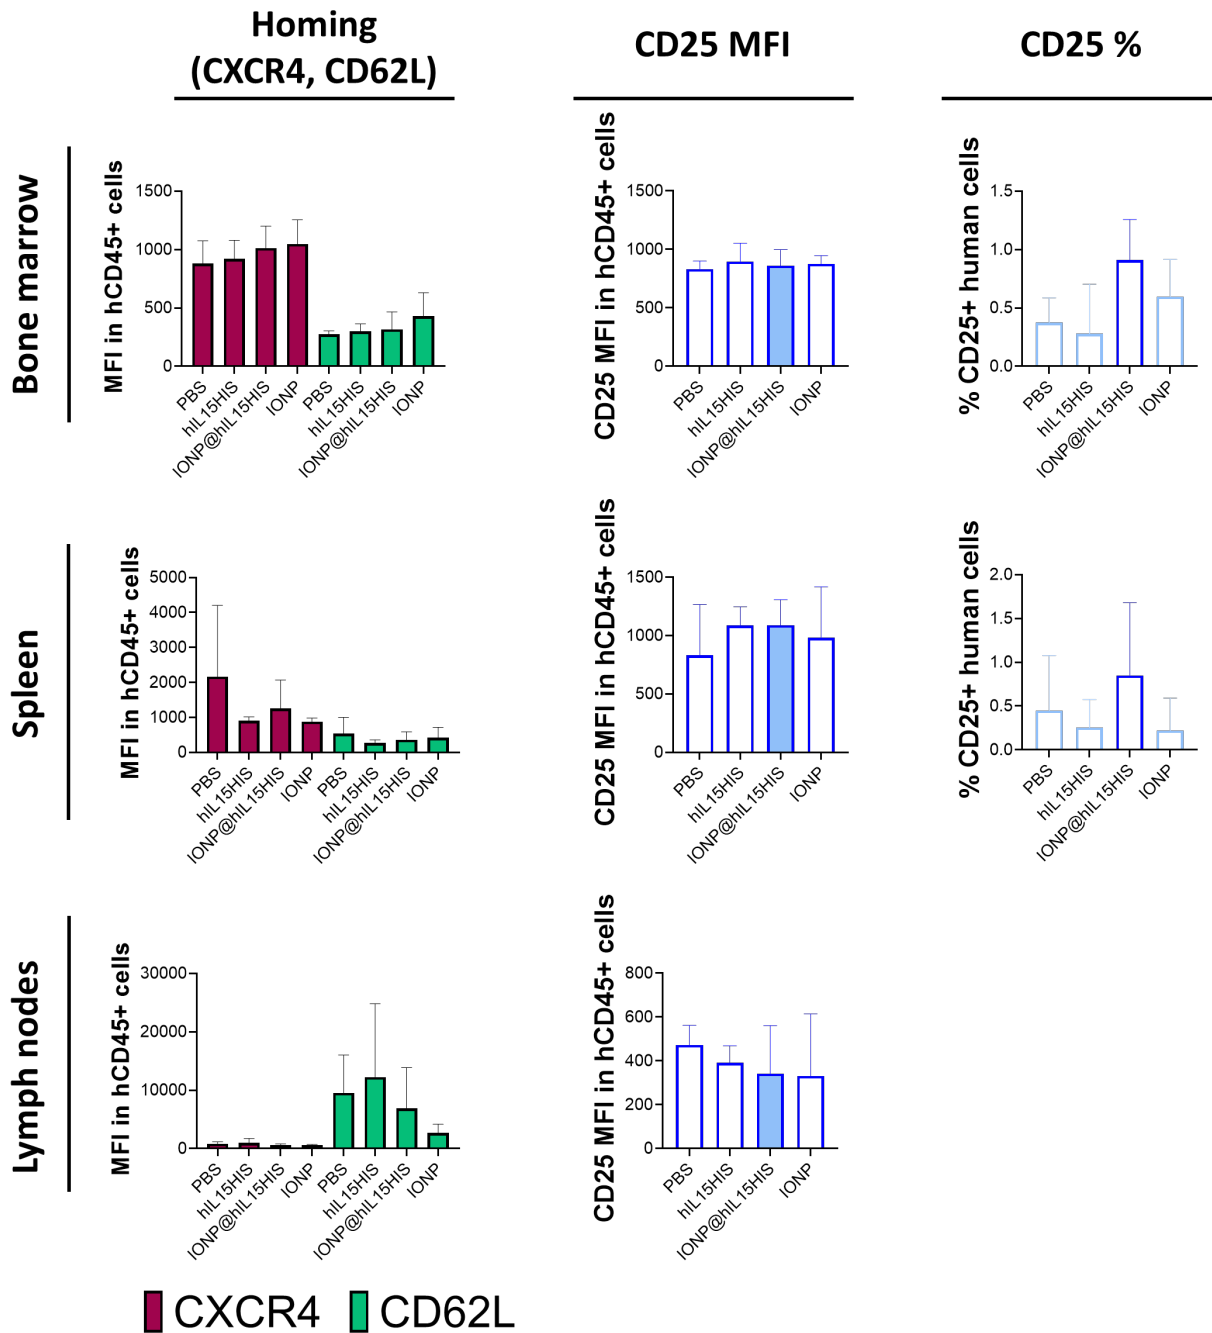 Homing
(CXCR4, CD62L)
CD25 MFI
CD25 %
Bone marrow
MFI in hCD45+ cells
1500
1000
500
0
PBS
hIL15HIS
IONP@hIL15HIS
IONP
PBS
hIL15HIS
IONP@hIL15HIS
IONP
CD25 MFI in hCD45+ cells
1500
1000
500
0
PBS
hIL15HIS
IONP@hIL15HIS
IONP
% CD25+ human cells
1.5
1.0
0.5
0.0
PBS
hIL15HIS
IONP@hIL15HIS
IONP
Spleen
MFI in hCD45+ cells
5000
4000
3000
2000
1000
0
PBS
hIL15HIS
IONP@hIL15HIS
IONP
PBS
hIL15HIS
IONP@hIL15HIS
IONP
CD25 MFI in hCD45+ cells
1500
1000
500
0
PBS
hIL15HIS
IONP@hIL15HIS
IONP
% CD25+ human cells
2.0
1.5
1.0
0.5
0.0
PBS
hIL15HIS
IONP@hIL15HIS
IONP
Lymph nodes
MFI in hCD45+ cells
30000
20000
10000
0
PBS
hIL15HIS
IONP@hIL15HIS
IONP
PBS
hIL15HIS
IONP@hIL15HIS
IONP
CD25 MFI in hCD45+ cells
800
600
400
200
0
PBS
hIL15HIS
IONP@hIL15HIS
IONP
CXCR4
CD62L